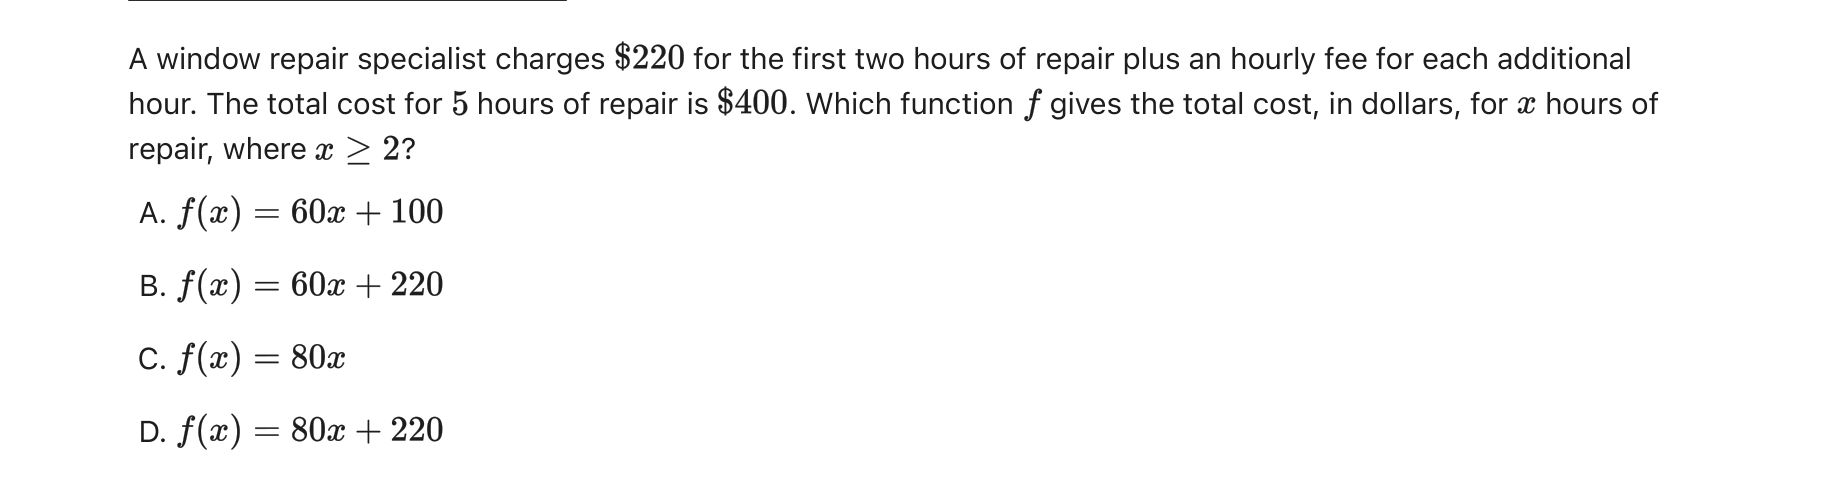 A window repair specialist charges $220 for the first two hours of repair plus an hourly fee for each additional
hour. The total cost for 5 hours of repair is $400. Which function f gives the total cost, in dollars, for x hours of
repair, where x ≥ 2?
A. f(x) = 60x + 100
B. f(x) = 60x + 220
C. f(x) = 80x
D. f(x) = 80x + 220